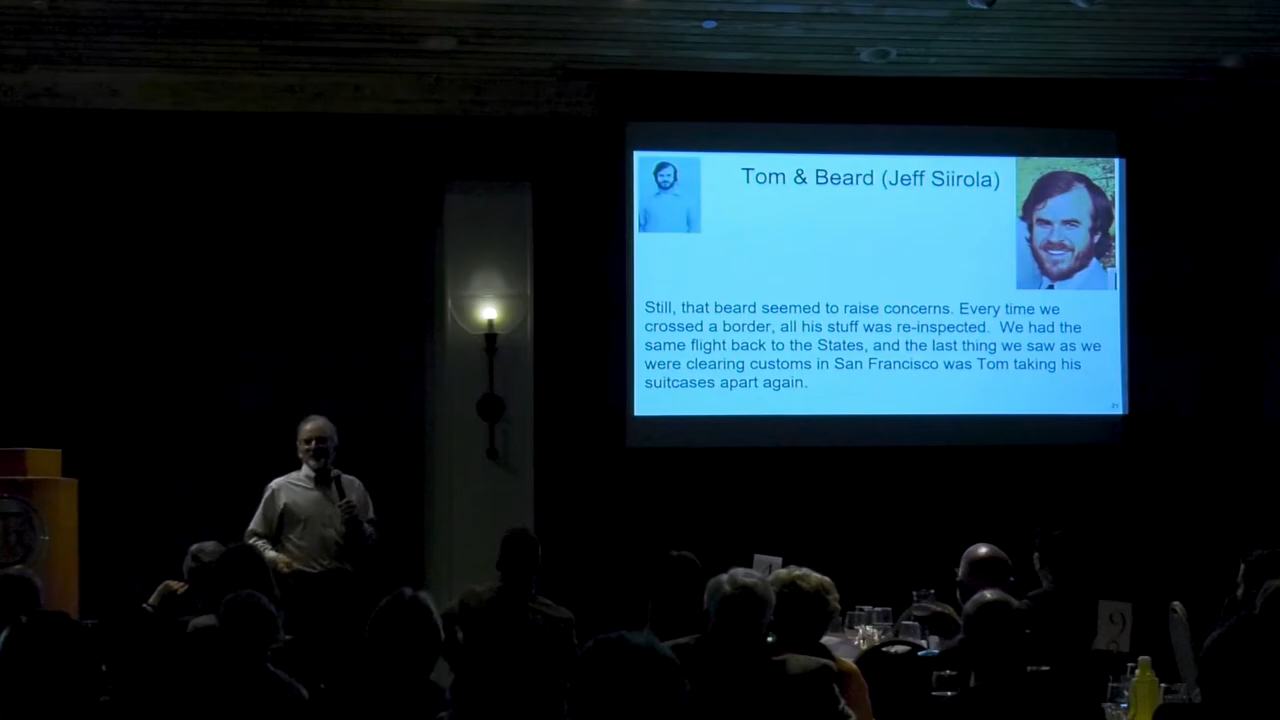 Tom & Beard (Jeff Siirola)
Still, that beard seemed to raise concerns. Every time we
crossed a border, all his stuff was re-inspected.  We had the
same flight back to the States, and the last thing we saw as we
were clearing customs in San Francisco was Tom taking his
suitcases apart again.
9